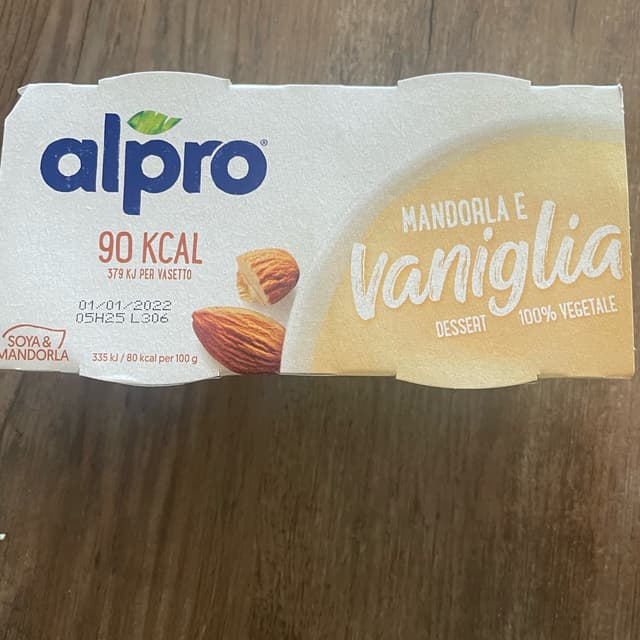 alpro®
90 KCAL
379 KJ PER VASETTO
01/01/2022
05H25 L306
SOYA &
MANDORLA
335 kJ / 80 kcal per 100 g
MANDORLA E
vaniglia
DESSERT 100% VEGETALE